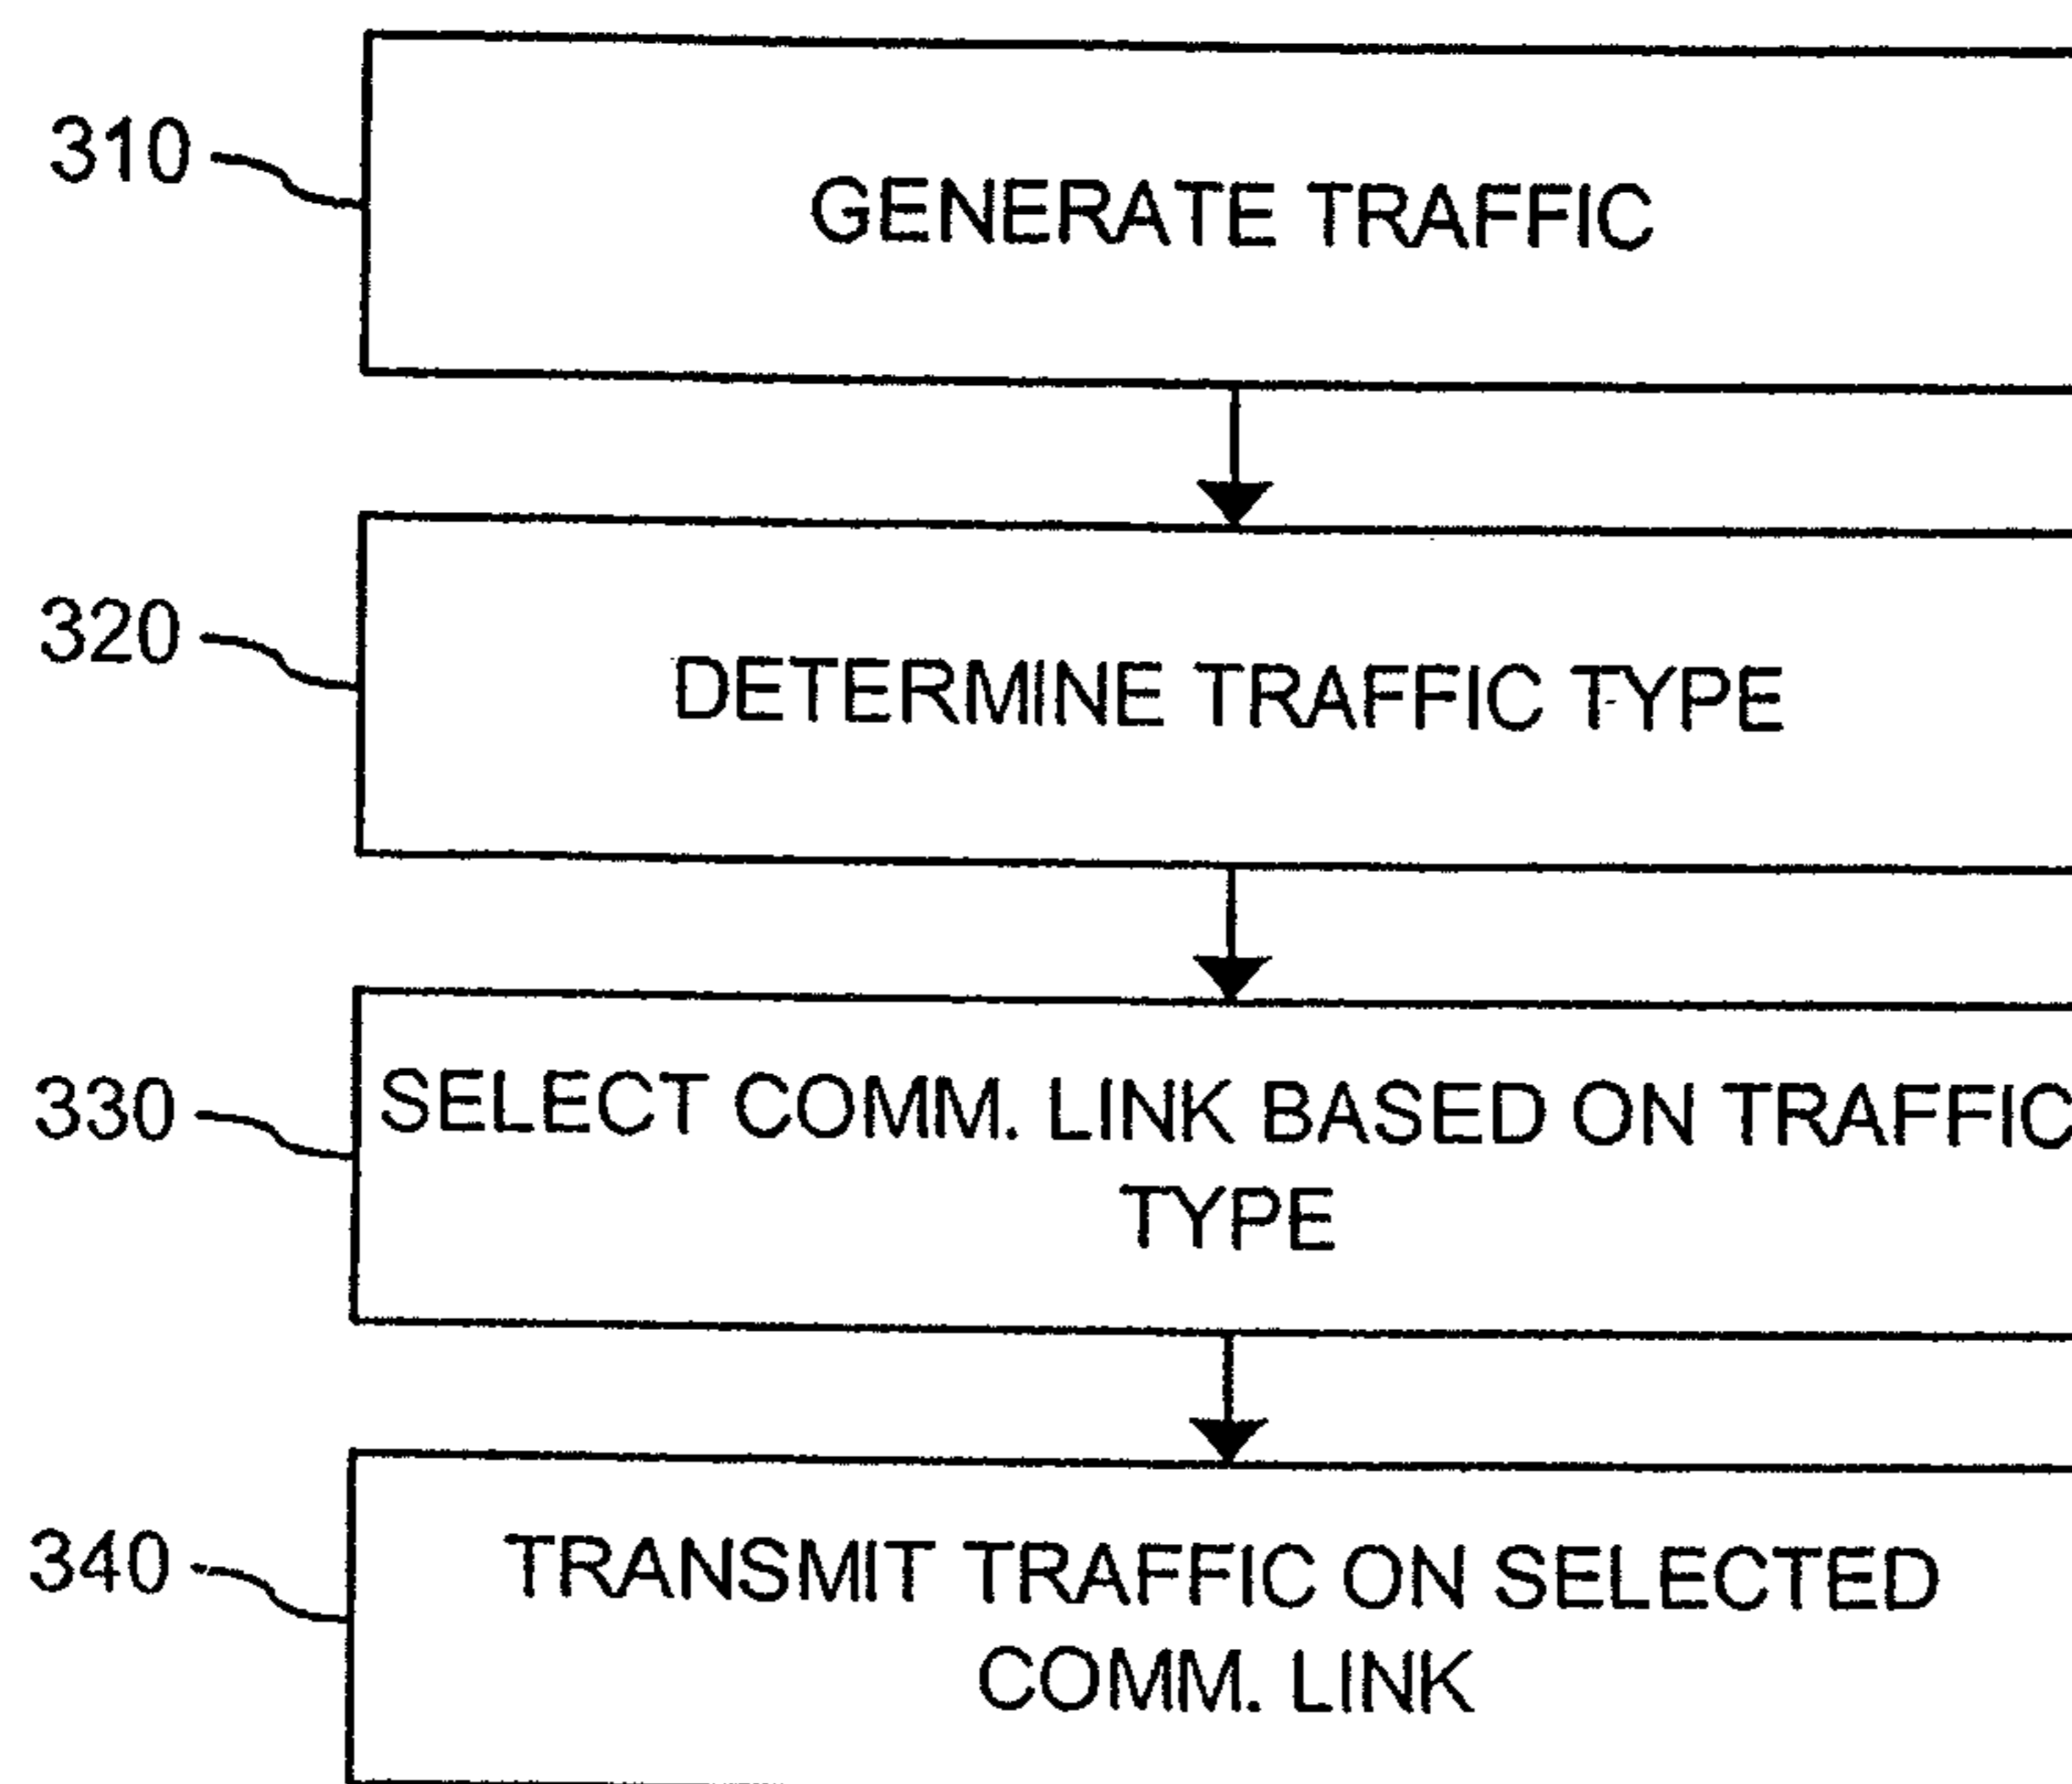 310
GENERATE TRAFFIC
320
DETERMINE TRAFFIC TYPE
330
SELECT COMM. LINK BASED ON TRAFFIC
TYPE
340
TRANSMIT TRAFFIC ON SELECTED
COMM. LINK